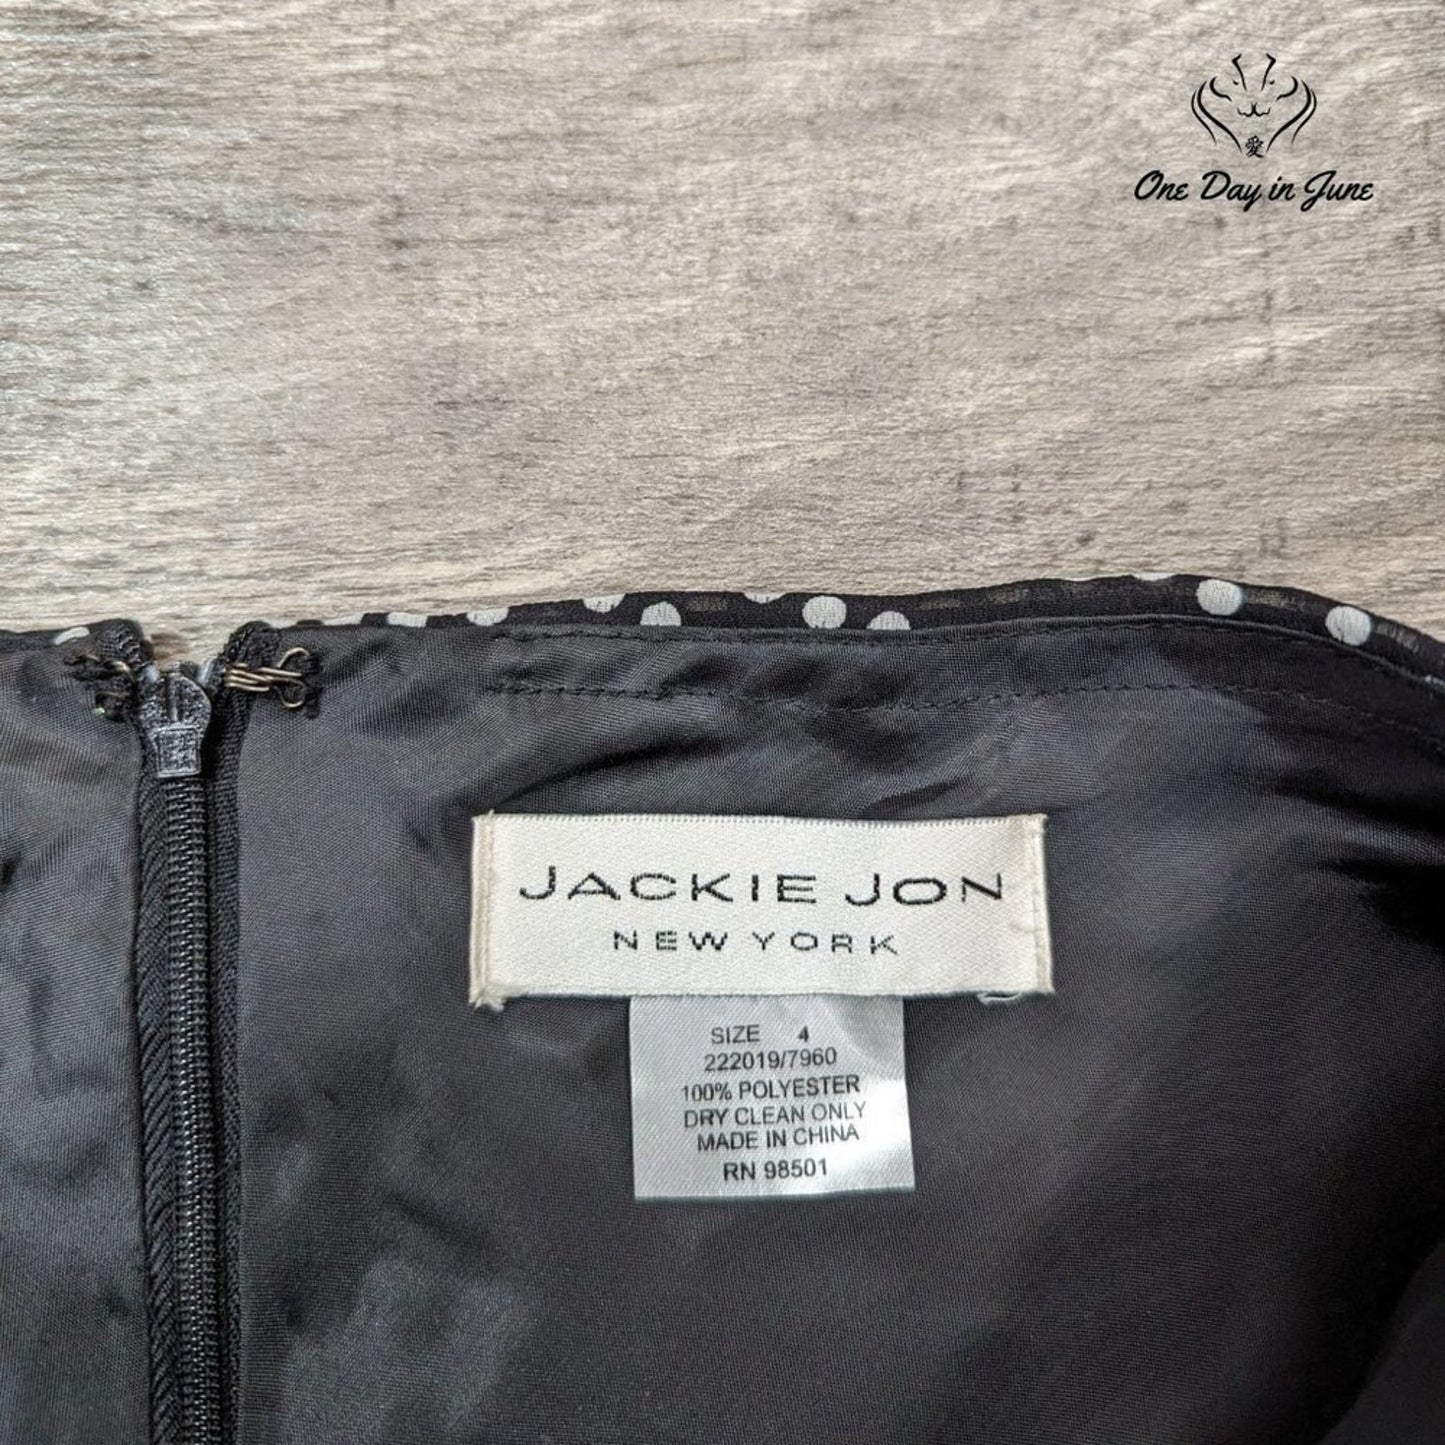 愛
One Day in June
JACKIE JON
NEW YORK
SIZE 4
222019/7960
100% POLYESTER
DRY CLEAN ONLY
MADE IN CHINA
RN 98501